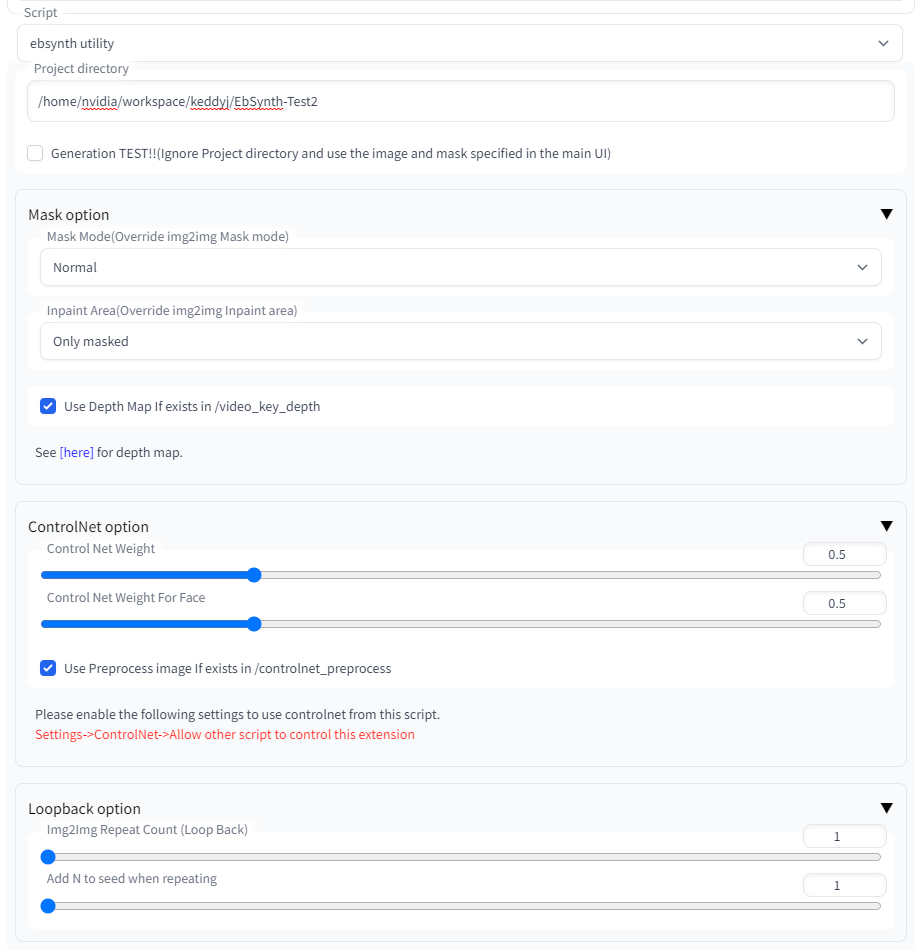 Script
ebsynth utility
Project directory
/home/nvidia/workspace/keddyj/EbSynth-Test2
Generation TEST!!(Ignore Project directory and use the image and mask specified in the main UI)
Mask option
Mask Mode(Override img2img Mask mode)
Normal
Inpaint Area(Override img2img Inpaint area)
Only masked
Use Depth Map If exists in /video_key_depth
See [here] for depth map.
ControlNet option
Control Net Weight
0.5
Control Net Weight For Face
0.5
Use Preprocess image If exists in /controlnet_preprocess
Please enable the following settings to use controlnet from this script.
Settings->ControlNet->Allow other script to control this extension
Loopback option
Img2Img Repeat Count (Loop Back)
1
Add N to seed when repeating
1